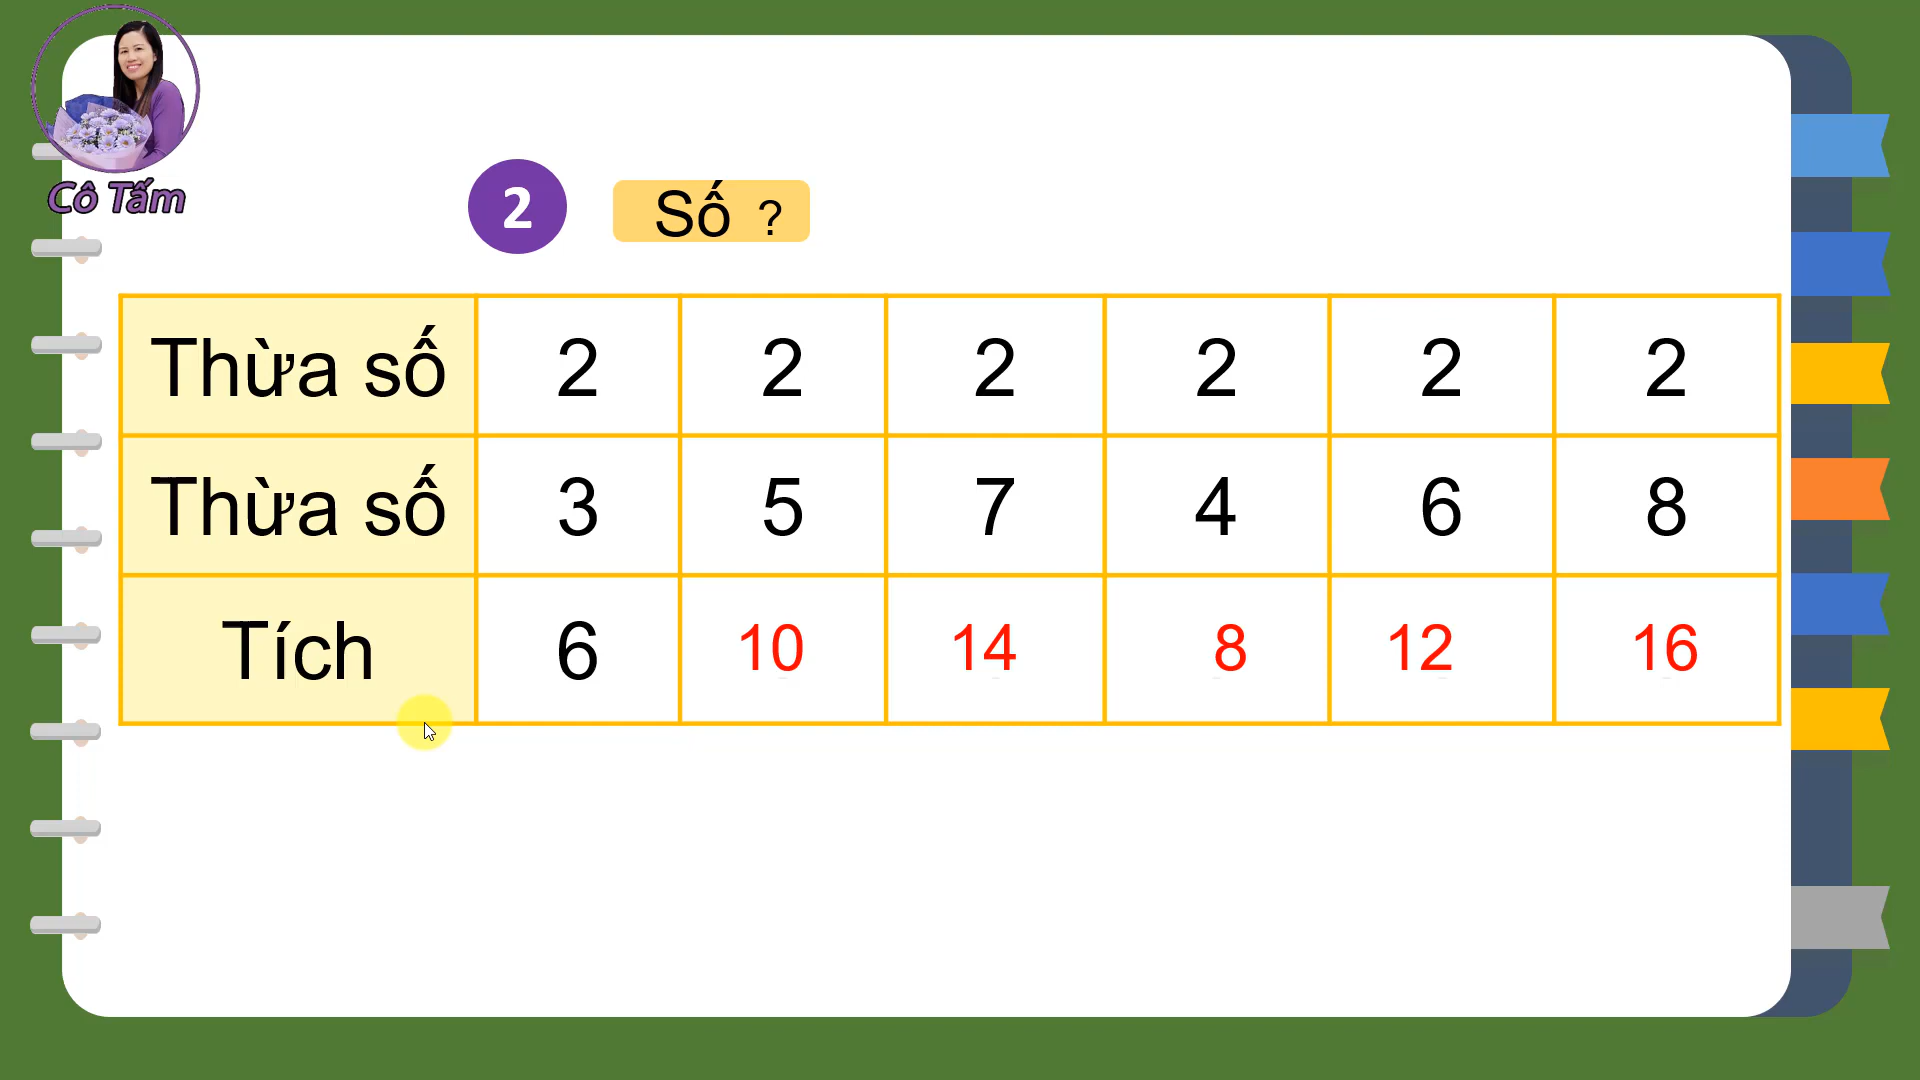 Cô Tấm
2 Số ?
Thừa số 2 2 2 2 2 2
Thừa số 3 5 7 4 6 8
Tích 6 10 14 8 12 16